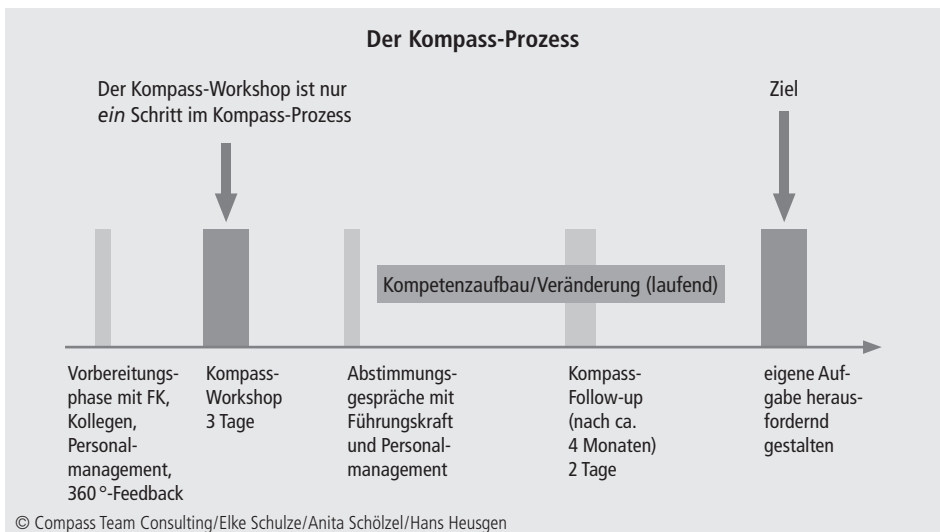 Der Kompass-Prozess
Der Kompass-Workshop ist nur
ein Schritt im Kompass-Prozess
Ziel
Kompetenzaufbau/Veränderung (laufend)
Vorbereitungs-
phase mit FK,
Kollegen,
Personal-
management,
360°-Feedback
Kompass-
Workshop
3 Tage
Abstimmungs-
gespräche mit
Führungskraft
und Personal-
management
Kompass-
Follow-up
(nach ca.
4 Monaten)
2 Tage
eigene Auf-
gabe heraus-
fordernd
gestalten
© Compass Team Consulting/Elke Schulze/Anita Schölzel/Hans Heusgen